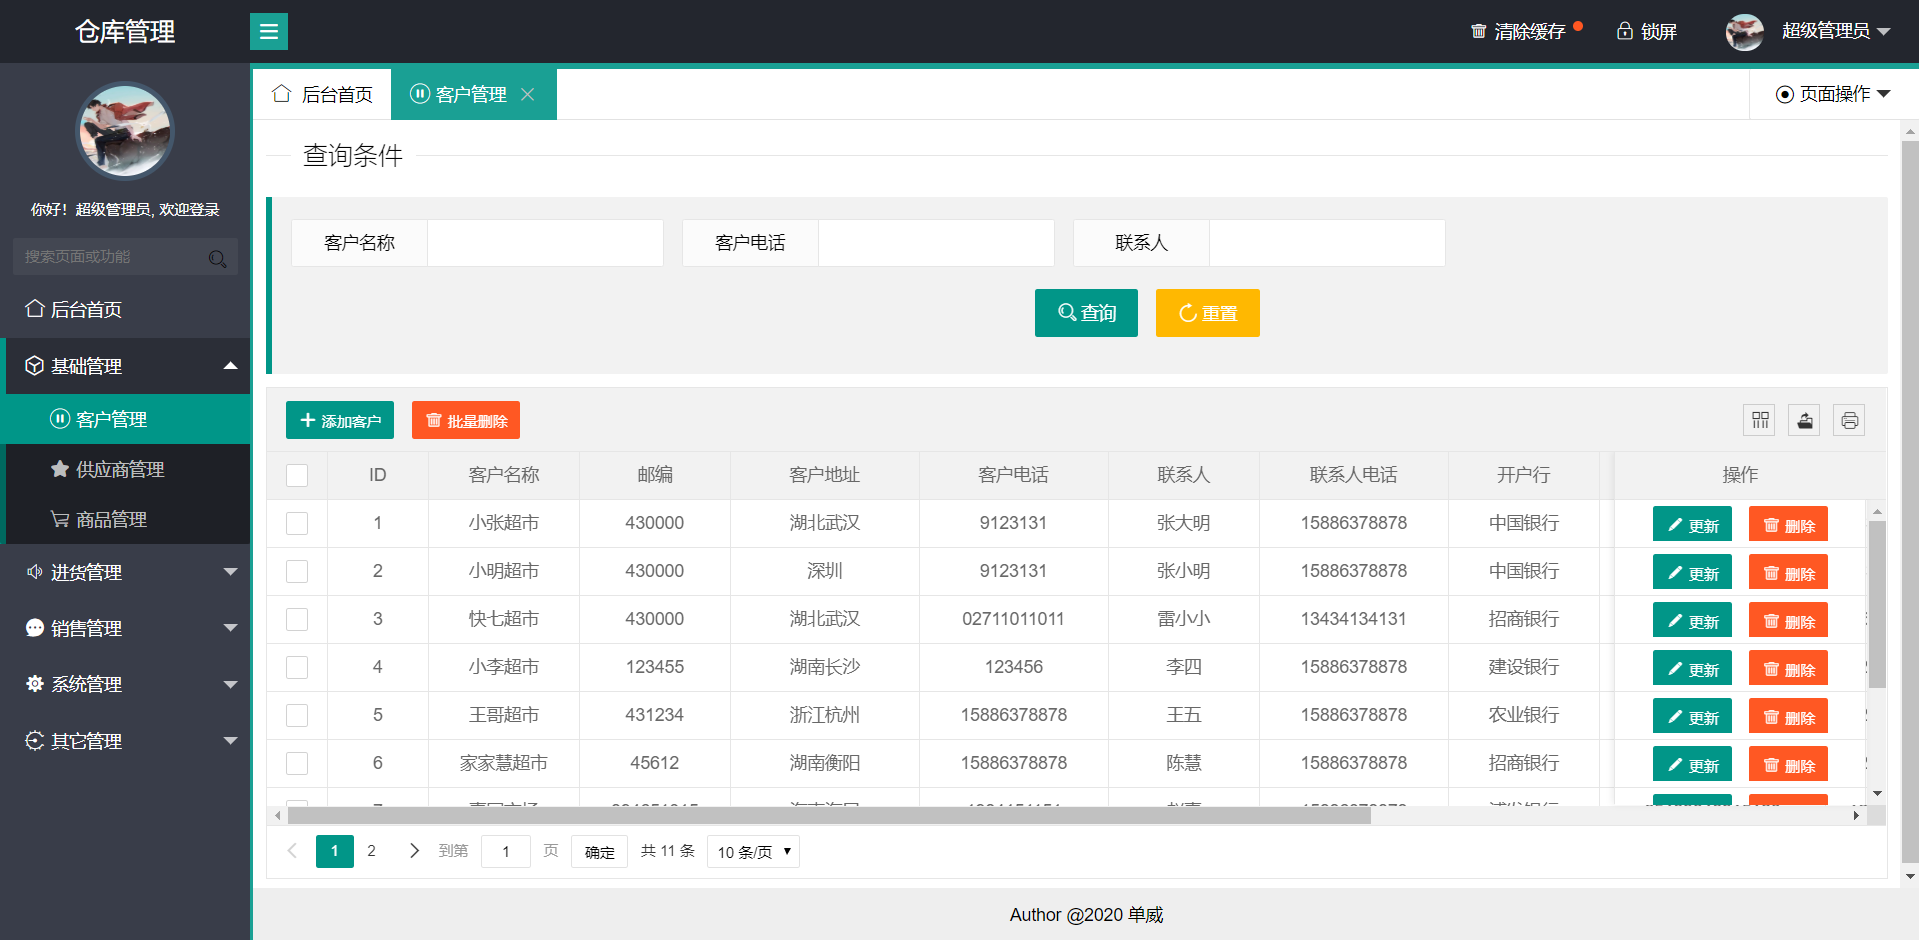 仓库管理
清除缓存
锁屏
超级管理员
你好！超级管理员, 欢迎登录
搜索页面或功能
后台首页
基础管理
客户管理
供应商管理
商品管理
进货管理
销售管理
系统管理
其它管理
后台首页 客户管理 页面操作
查询条件
客户名称 客户电话 联系人
查询 重置
添加客户 批量删除
ID 客户名称 邮编 客户地址 客户电话 联系人 联系人电话 开户行 操作
1 小张超市 430000 湖北武汉 9123131 张大明 15886378878 中国银行 更新 删除
2 小明超市 430000 深圳 9123131 张小明 15886378878 中国银行 更新 删除
3 快七超市 430000 湖北武汉 02711011011 雷小小 13434134131 招商银行 更新 删除
4 小李超市 123455 湖南长沙 123456 李四 15886378878 建设银行 更新 删除
5 王哥超市 431234 浙江杭州 15886378878 王五 15886378878 农业银行 更新 删除
6 家家慧超市 45612 湖南衡阳 15886378878 陈慧 15886378878 招商银行 更新 删除
1 2 到第 1 页 确定 共 11 条 10 条/页
Author @2020 单威